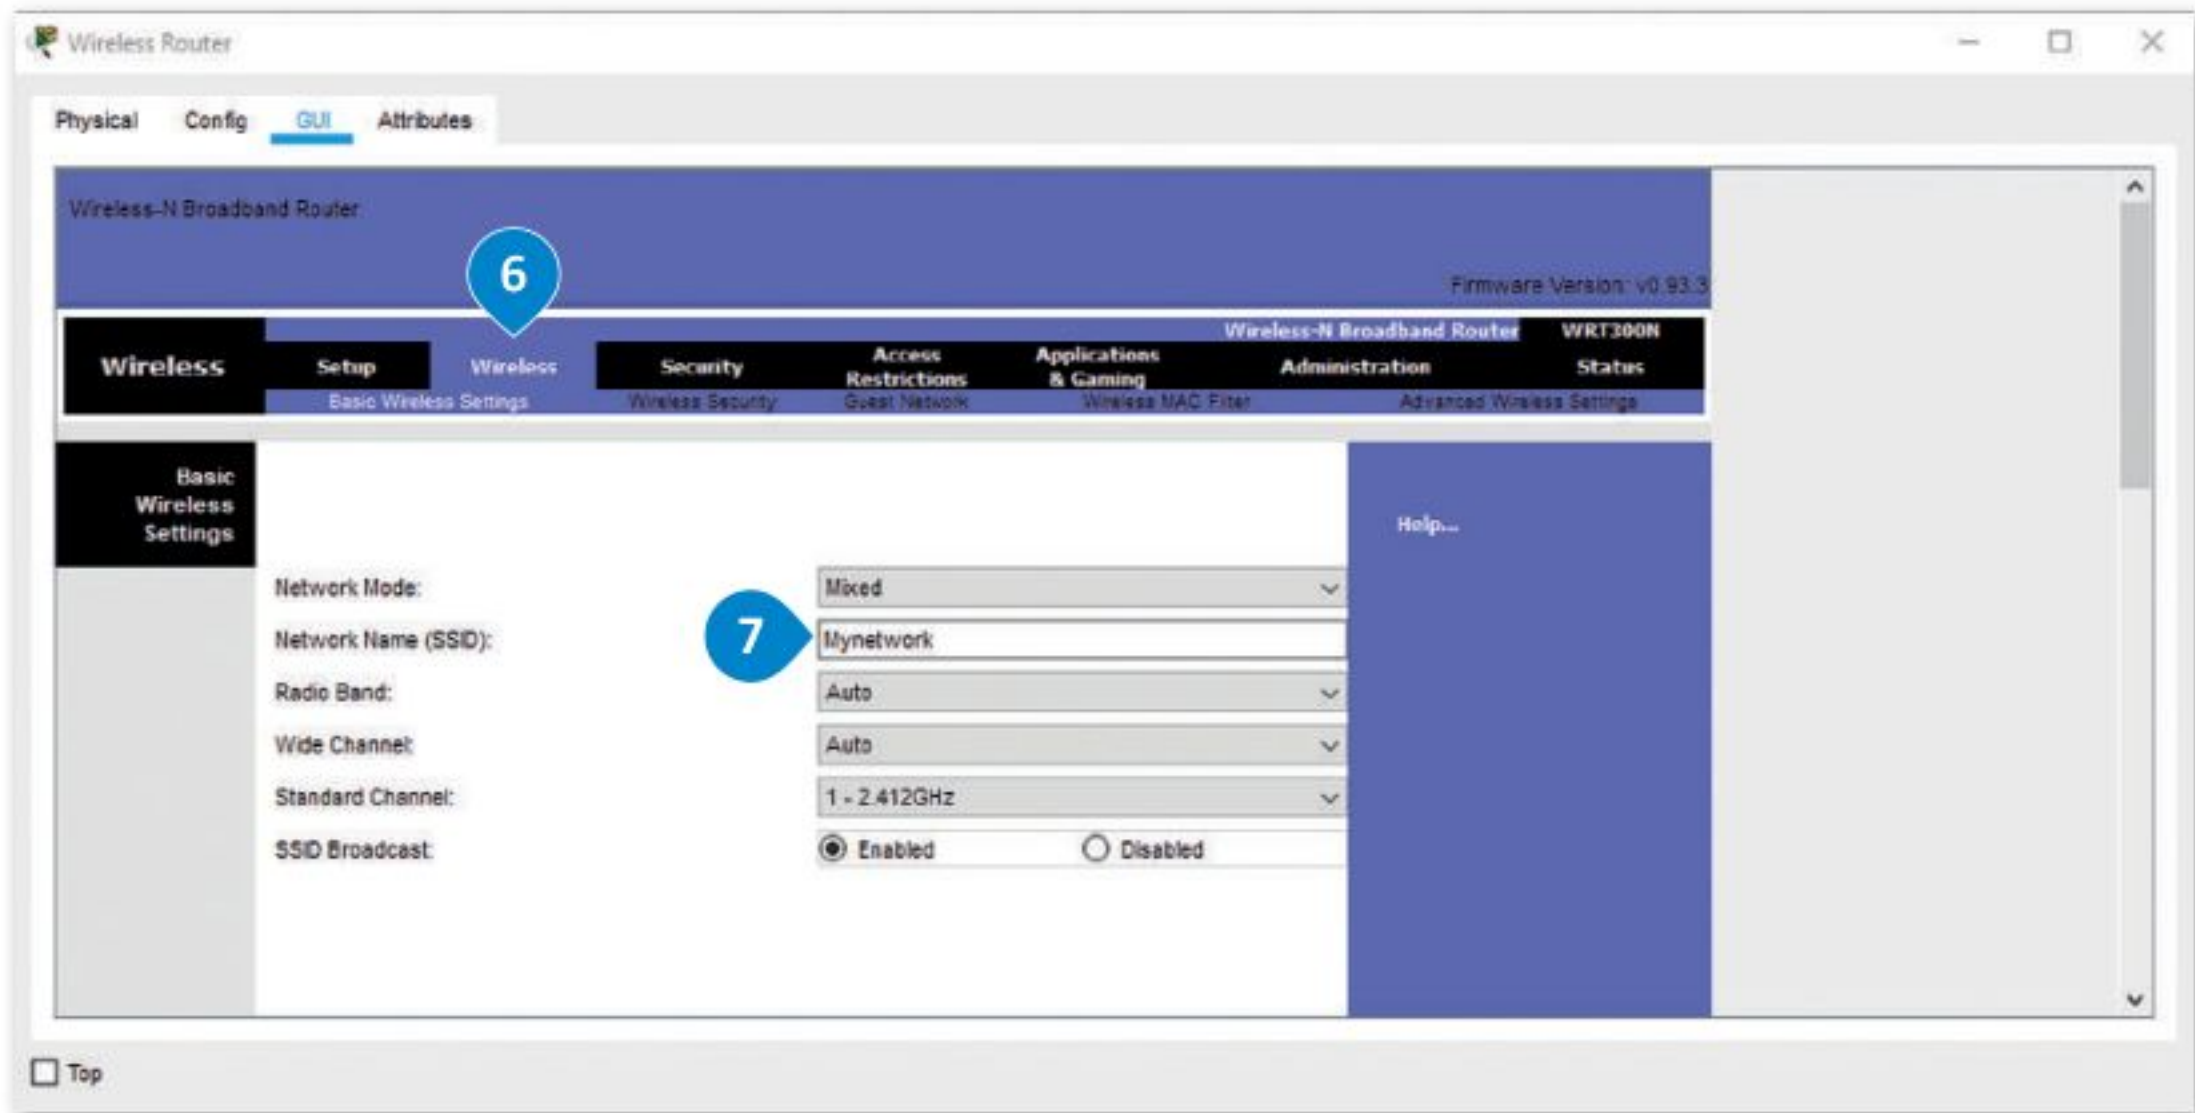 Wireless Router
Physical Config GUI Attributes
Wireless-N Broadband Router
6
Firmware Version: v0.93.3
Wireless-N Broadband Router WRT300N
Wireless Setup Wireless Security Access Restrictions Applications & Gaming Administration Status
Basic Wireless Settings Wireless Security Guest Network Wireless MAC Filter Advanced Wireless Settings
Basic
Wireless
Settings
Help...
Network Mode: Mixed
7
Network Name (SSID): Mynetwork
Radio Band: Auto
Wide Channel: Auto
Standard Channel: 1 - 2.412GHz
SSID Broadcast: Enabled Disabled
Top